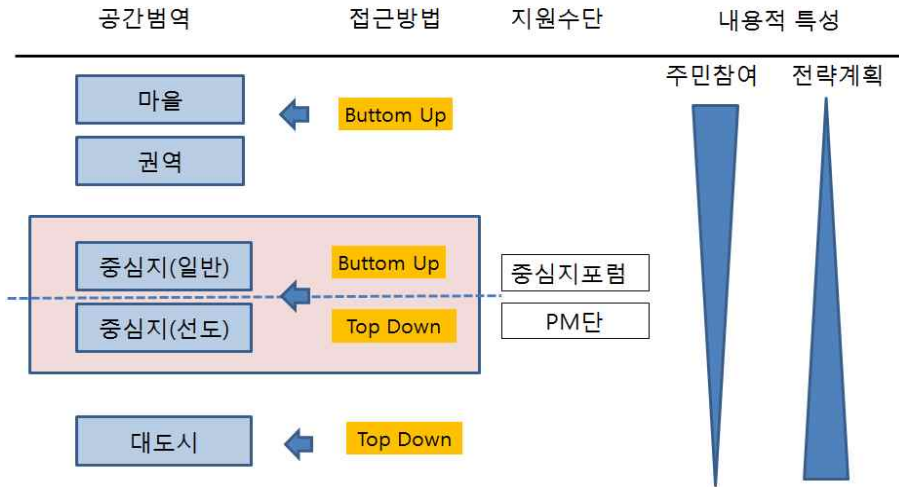 공간범역 접근방법 지원수단 내용적 특성
주민참여 전략계획
마을
Buttom Up
권역
중심지(일반)
Buttom Up
중심지포럼
중심지(선도)
Top Down
PM단
대도시
Top Down